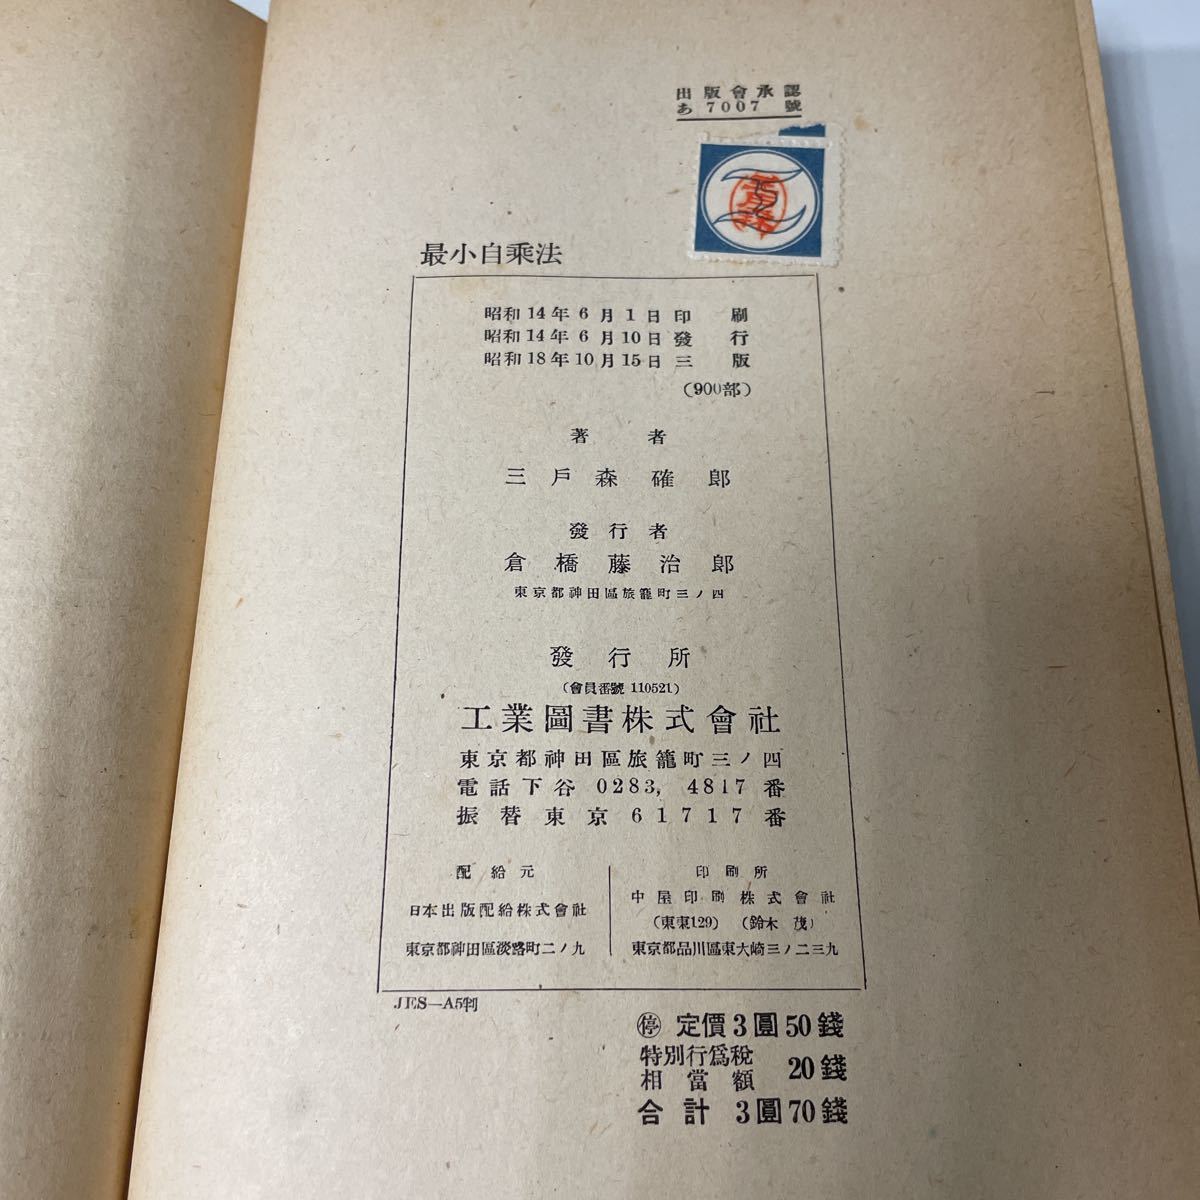 出版會承認
あ 7007 號
最小自乘法
昭和14年 6月 1日 印刷
昭和14年 6月10日 發行
昭和18年10月15日 三版
(900部)
著者
三戶森確郎
發行者
倉橋藤治郎
東京都神田區旅籠町三ノ四
發行所
(會員番號 110521)
工業圖書株式會社
東京都神田區旅籠町三ノ四
電話下谷 0283, 4817番
振替東京 61717番
配給元
日本出版配給株式會社
東京都神田區淡路町二ノ九
印刷所
中屋印刷株式會社
(東東129) (鈴木 茂)
東京都品川區東大崎三ノ二三九
JES—A5判
㊡ 定價3圓50錢
特別行爲稅
相當額 20錢
合計 3圓70錢